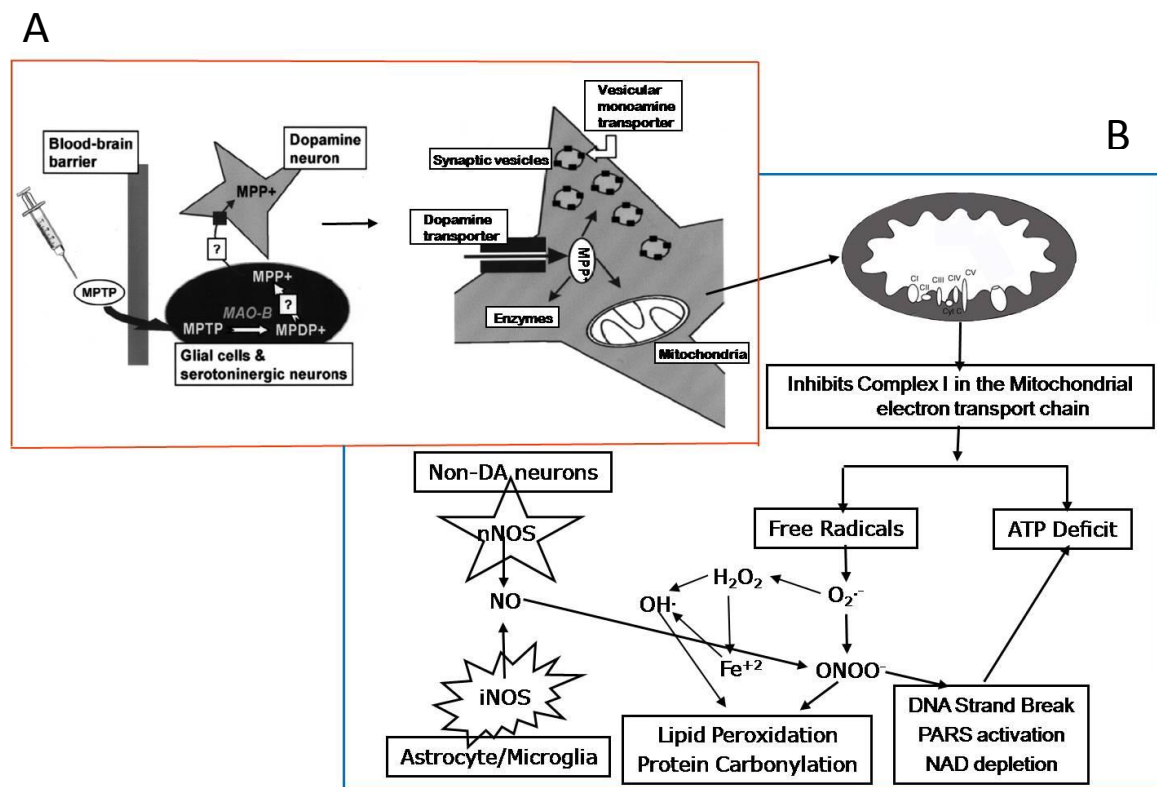 A
B
Blood-brain
barrier
Dopamine
neuron
MPP+
?
MPTP
MPP+
?
MAO-B
MPTP
MPDP+
Glial cells &
serotoninergic neurons
Vesicular
monoamine
transporter
Synaptic vesicles
Dopamine
transporter
MPP+
Enzymes
Mitochondria
CI
CII
CIII
CIV
CV
Cyt C
Inhibits Complex I in the Mitochondrial
electron transport chain
Non-DA neurons
nNOS
NO
iNOS
Astrocyte/Microglia
Free Radicals
ATP Deficit
H₂O₂
O₂·⁻
OH·
Fe⁺²
ONOO⁻
Lipid Peroxidation
Protein Carbonylation
DNA Strand Break
PARS activation
NAD depletion